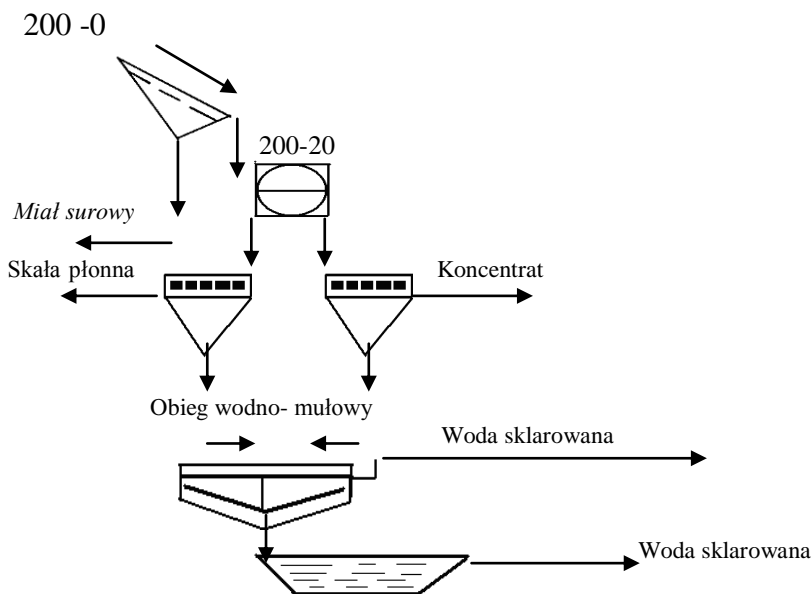 200 -0
200-20
Miał surowy
Skała płonna
Koncentrat
Obieg wodno- mułowy
Woda sklarowana
Woda sklarowana